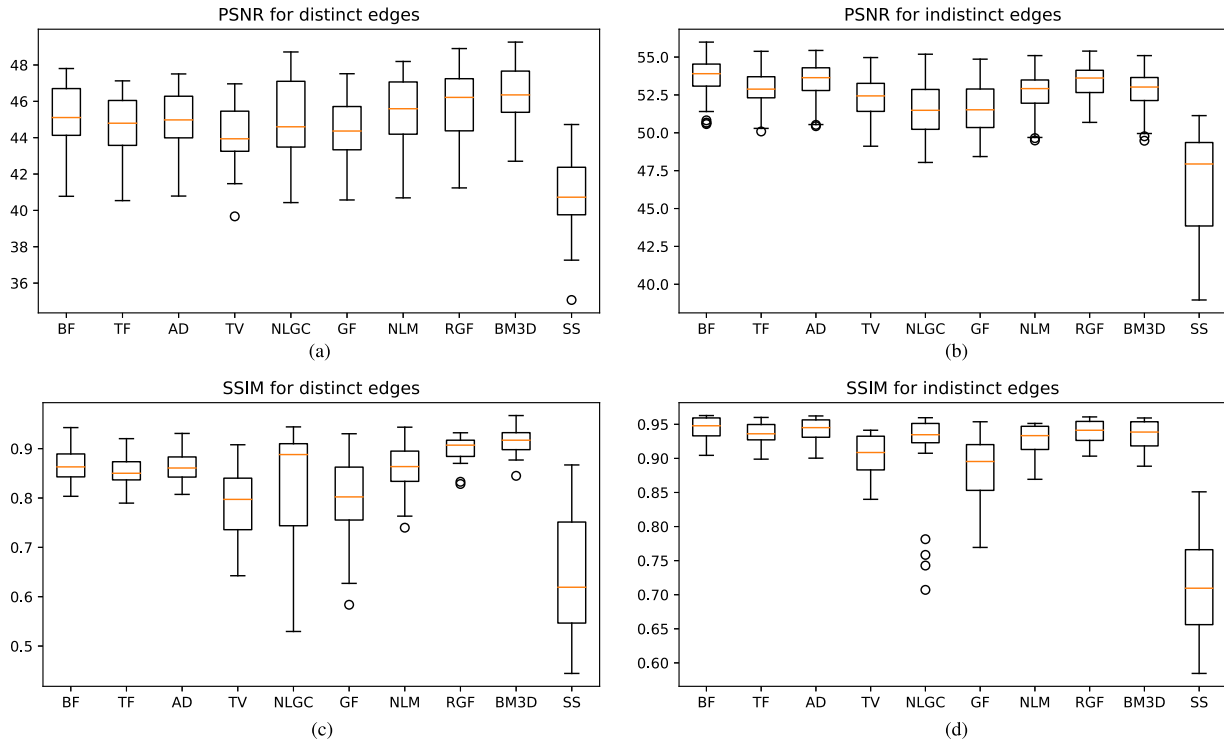 PSNR for distinct edges
48
46
44
42
40
38
36
BF TF AD TV NLGC GF NLM RGF BM3D SS
(a)
PSNR for indistinct edges
55.0
52.5
50.0
47.5
45.0
42.5
40.0
BF TF AD TV NLGC GF NLM RGF BM3D SS
(b)
SSIM for distinct edges
0.9
0.8
0.7
0.6
0.5
BF TF AD TV NLGC GF NLM RGF BM3D SS
(c)
SSIM for indistinct edges
0.95
0.90
0.85
0.80
0.75
0.70
0.65
0.60
BF TF AD TV NLGC GF NLM RGF BM3D SS
(d)